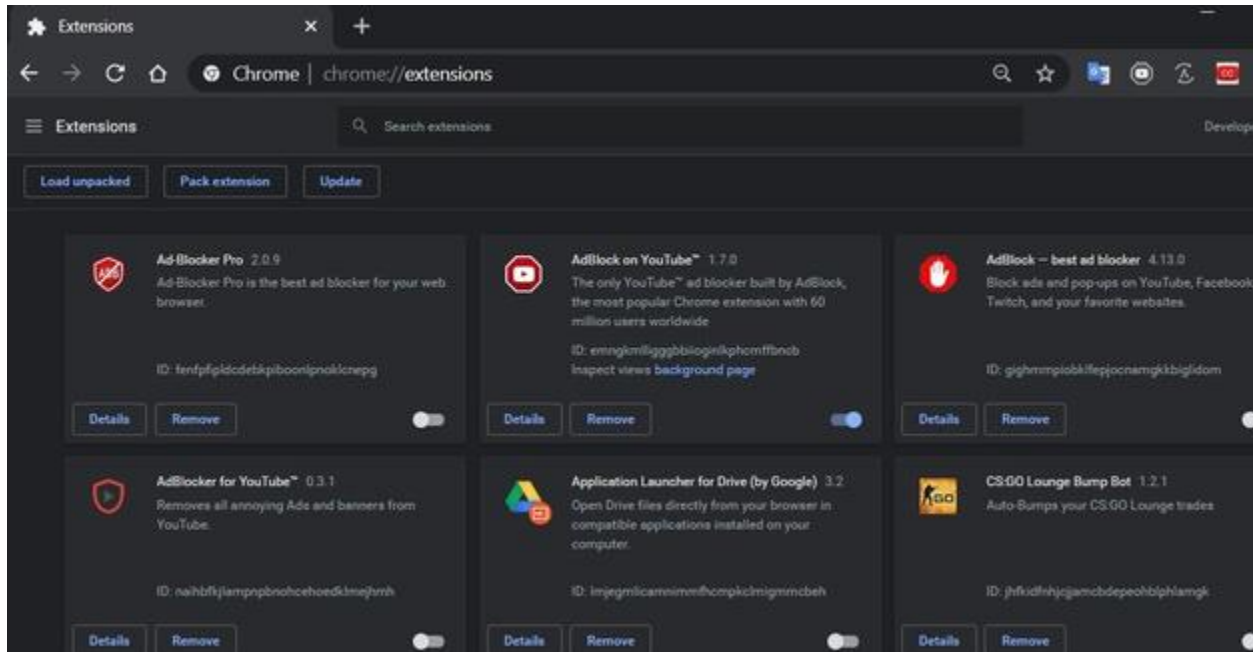 Extensions
Chrome | chrome://extensions
Extensions
Search extensions
Develope
Load unpacked
Pack extension
Update
Ad-Blocker Pro 2.0.9
Ad-Blocker Pro is the best ad blocker for your web
browser.
Details
Remove
AdBlock on YouTube™ 1.7.0
The only YouTube™ ad blocker built by AdBlock,
the most popular Chrome extension with 60
million users worldwide
ID:
Inspect views background page
Details
Remove
AdBlock — best ad blocker 4.13.0
Block ads and pop-ups on YouTube, Facebook
Twitch, and your favorite websites.
ID:
Details
Remove
AdBlocker for YouTube™ 0.3.1
Removes all annoying Ads and banners from
YouTube.
ID:
Details
Remove
Application Launcher for Drive (by Google) 3.2
Open Drive files directly from your browser in
compatible applications installed on your
computer.
ID:
Details
Remove
CS:GO Lounge Bump Bot 1.2.1
Auto-Bumps your CS:GO Lounge trades
ID:
Details
Remove